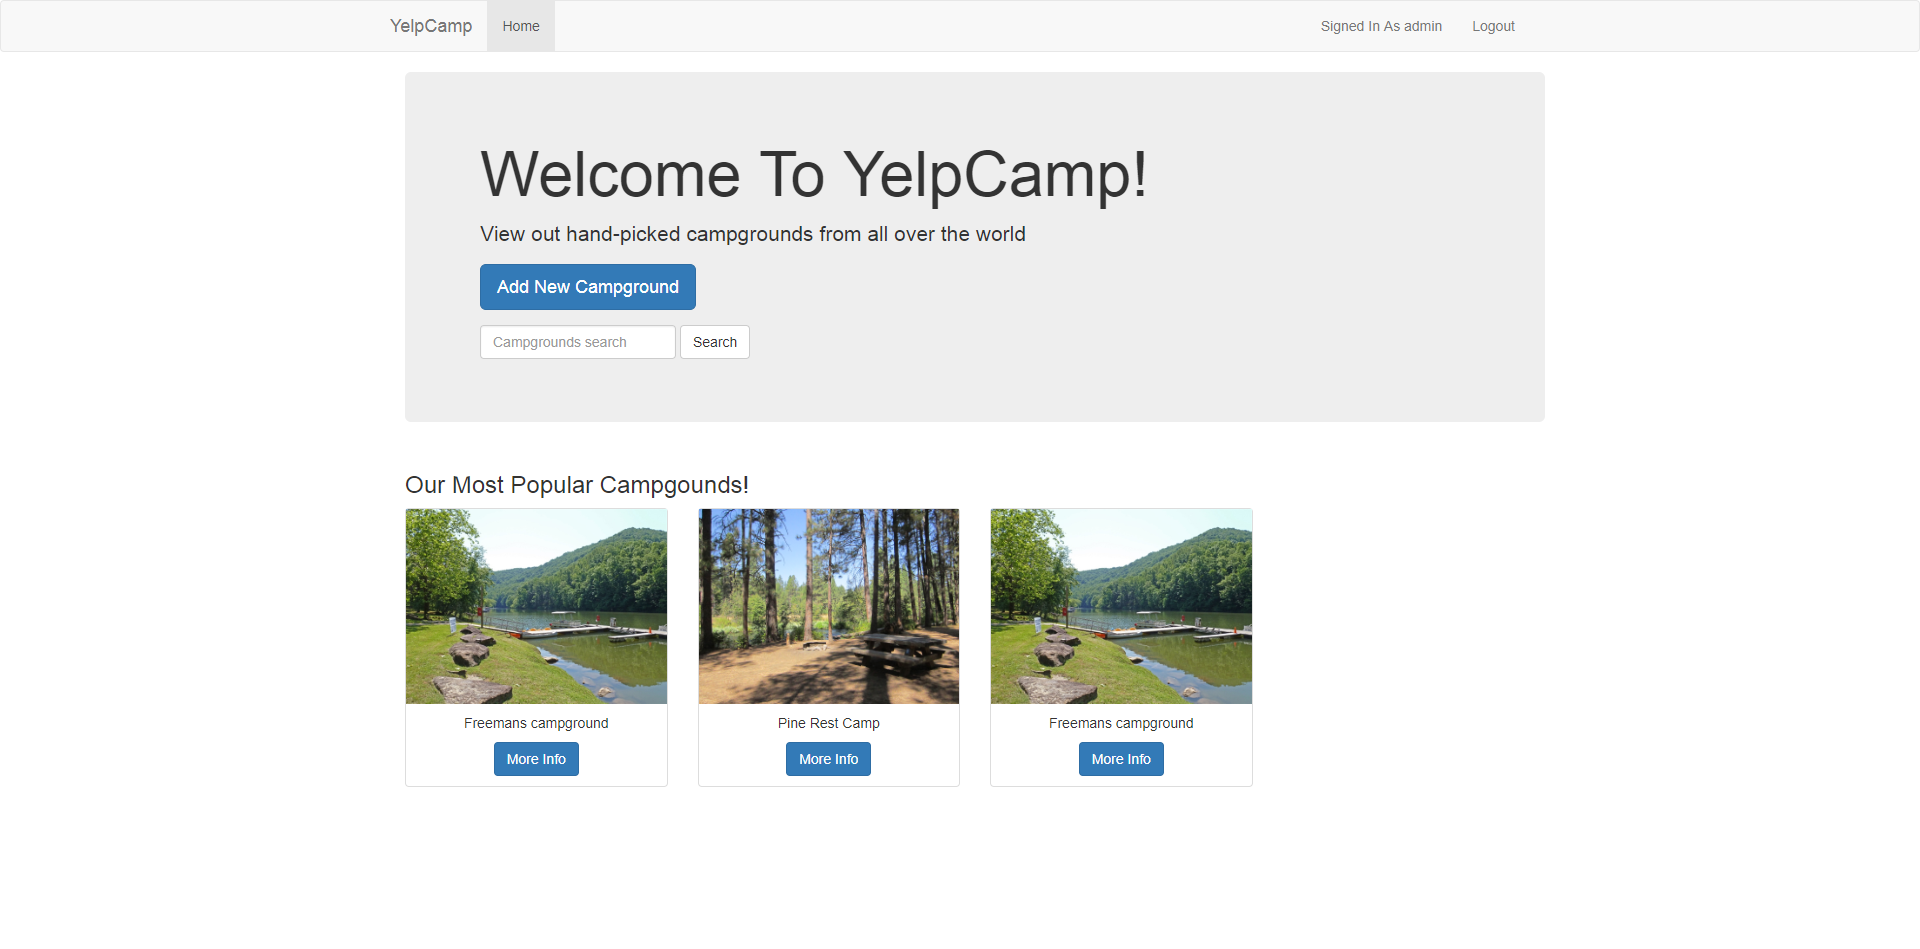 YelpCamp Home Signed In As admin Logout
Welcome To YelpCamp!
View out hand-picked campgrounds from all over the world
Add New Campground
Campgrounds search Search
Our Most Popular Campgounds!
Freemans campground
More Info
Pine Rest Camp
More Info
Freemans campground
More Info